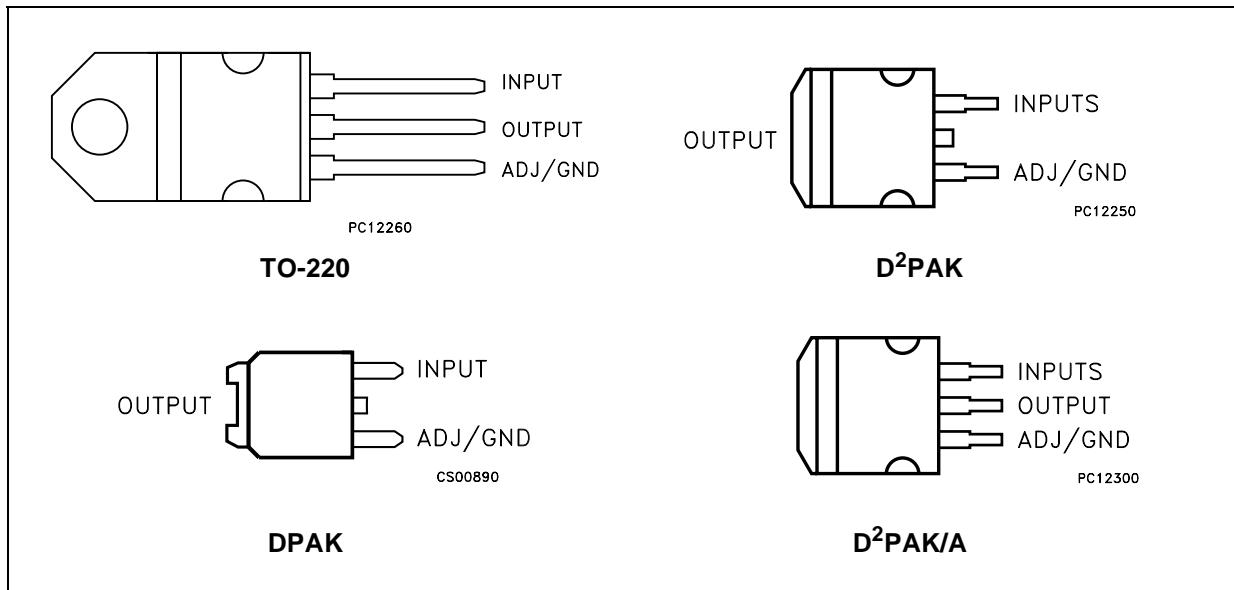 INPUT
OUTPUT
ADJ/GND
PC12260
TO-220
OUTPUT
INPUTS
ADJ/GND
PC12250
D²PAK
OUTPUT
INPUT
ADJ/GND
CS00890
DPAK
INPUTS
OUTPUT
ADJ/GND
PC12300
D²PAK/A